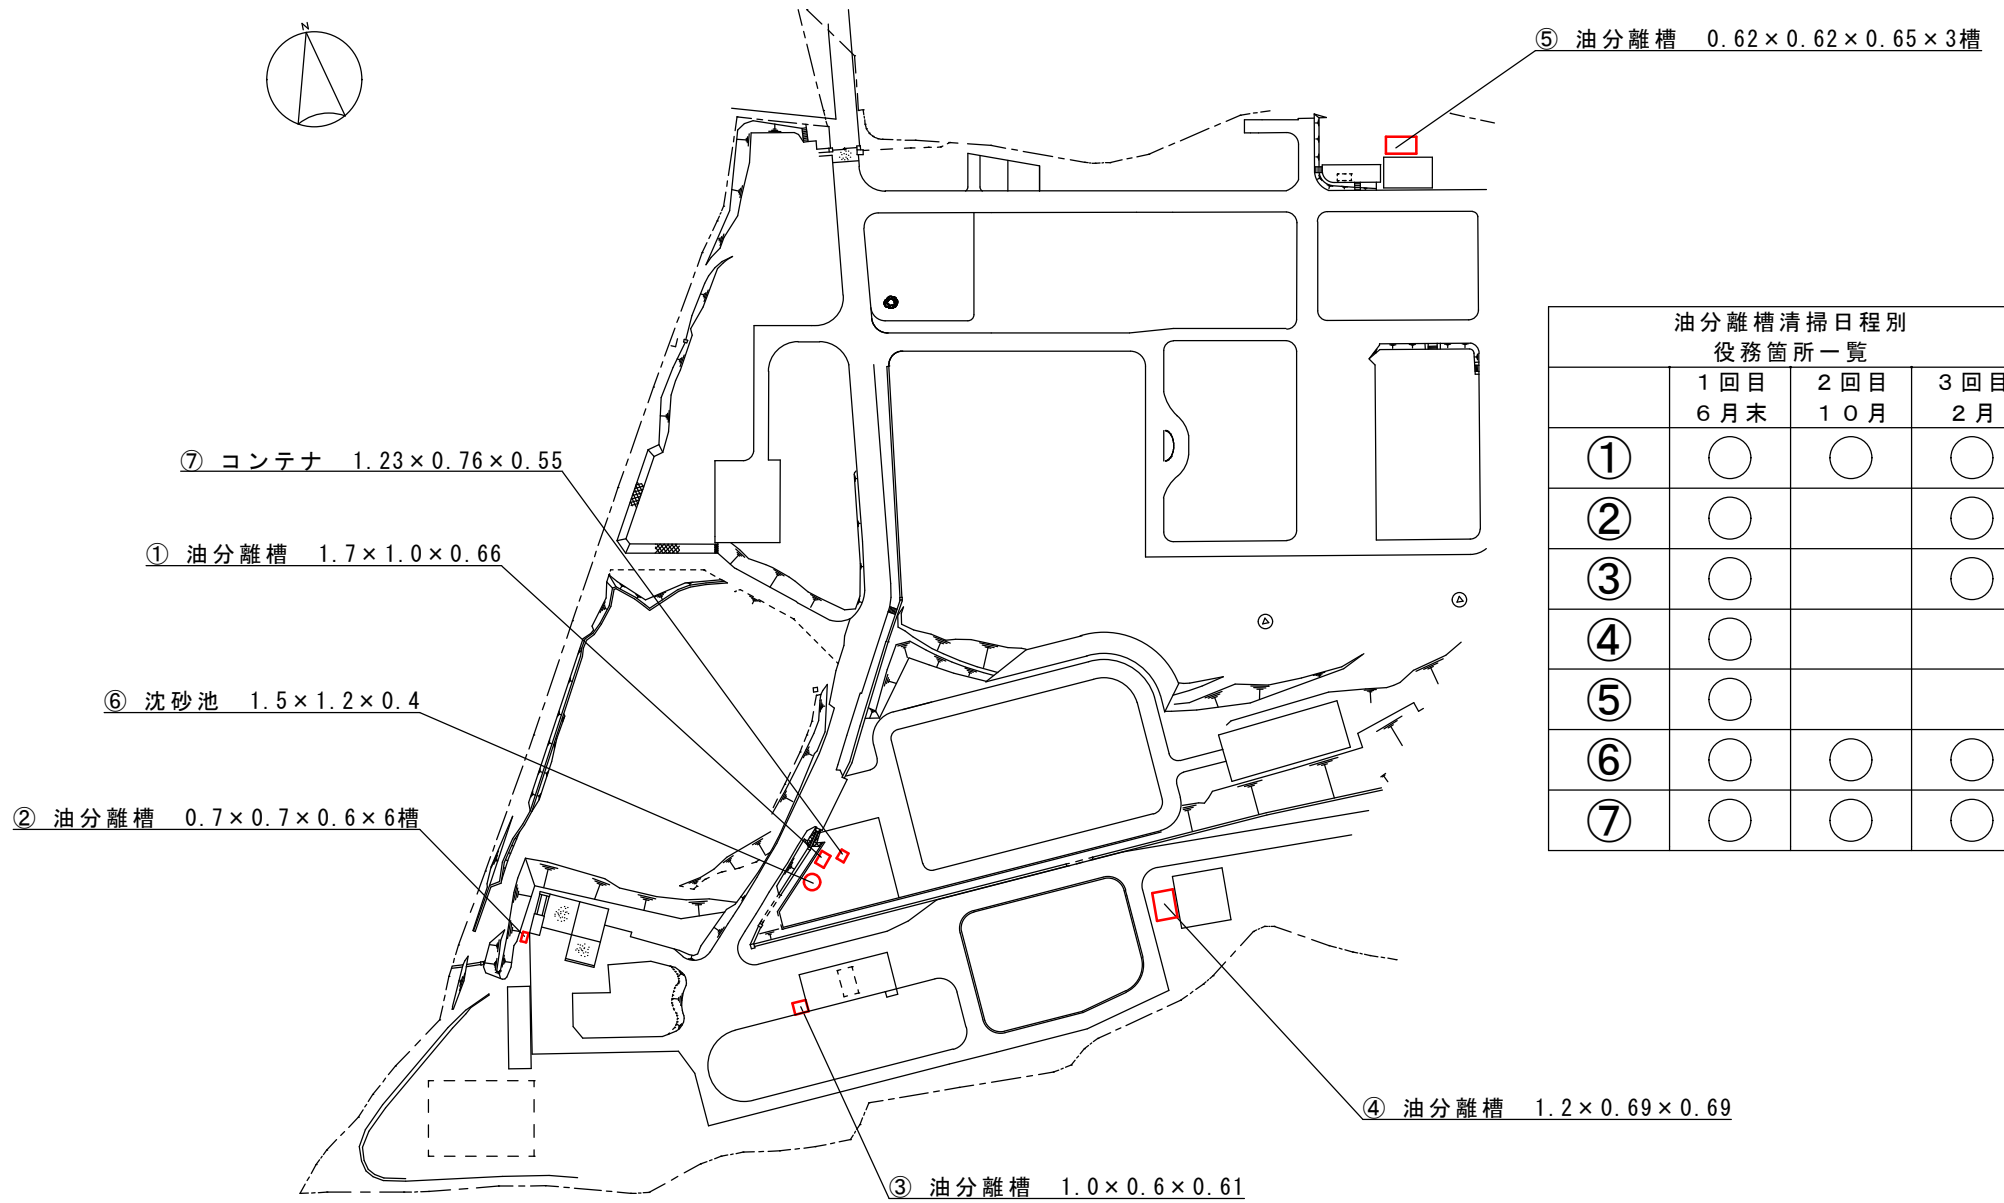 N
⑤ 油分離槽 0.62×0.62×0.65×3槽
油分離槽清掃日程別
役務箇所一覧
1回目 2回目 3回目
6月末 10月 2月
① ○ ○ ○
② ○ ○
③ ○ ○
④ ○
⑤ ○
⑥ ○ ○ ○
⑦ ○ ○ ○
⑦ コンテナ 1.23×0.76×0.55
① 油分離槽 1.7×1.0×0.66
⑥ 沈砂池 1.5×1.2×0.4
② 油分離槽 0.7×0.7×0.6×6槽
④ 油分離槽 1.2×0.69×0.69
③ 油分離槽 1.0×0.6×0.61